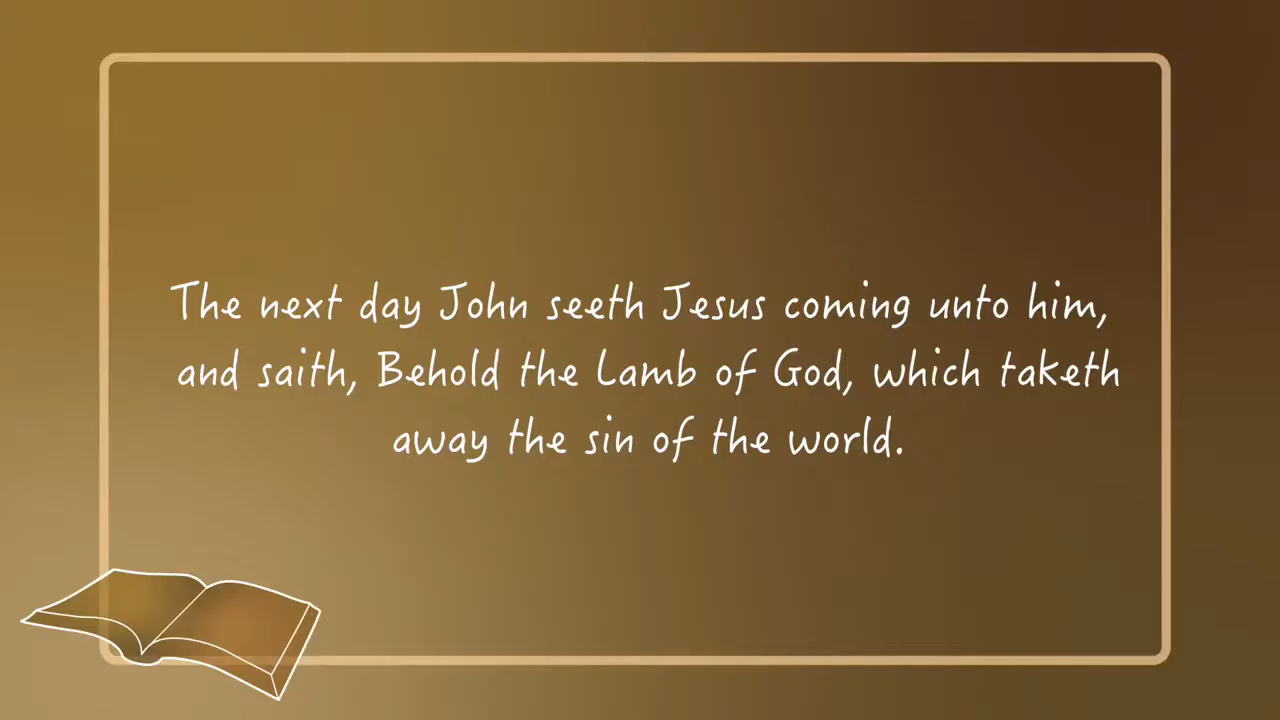 The next day John seeth Jesus coming unto him,
and saith, Behold the Lamb of God, which taketh
away the sin of the world.